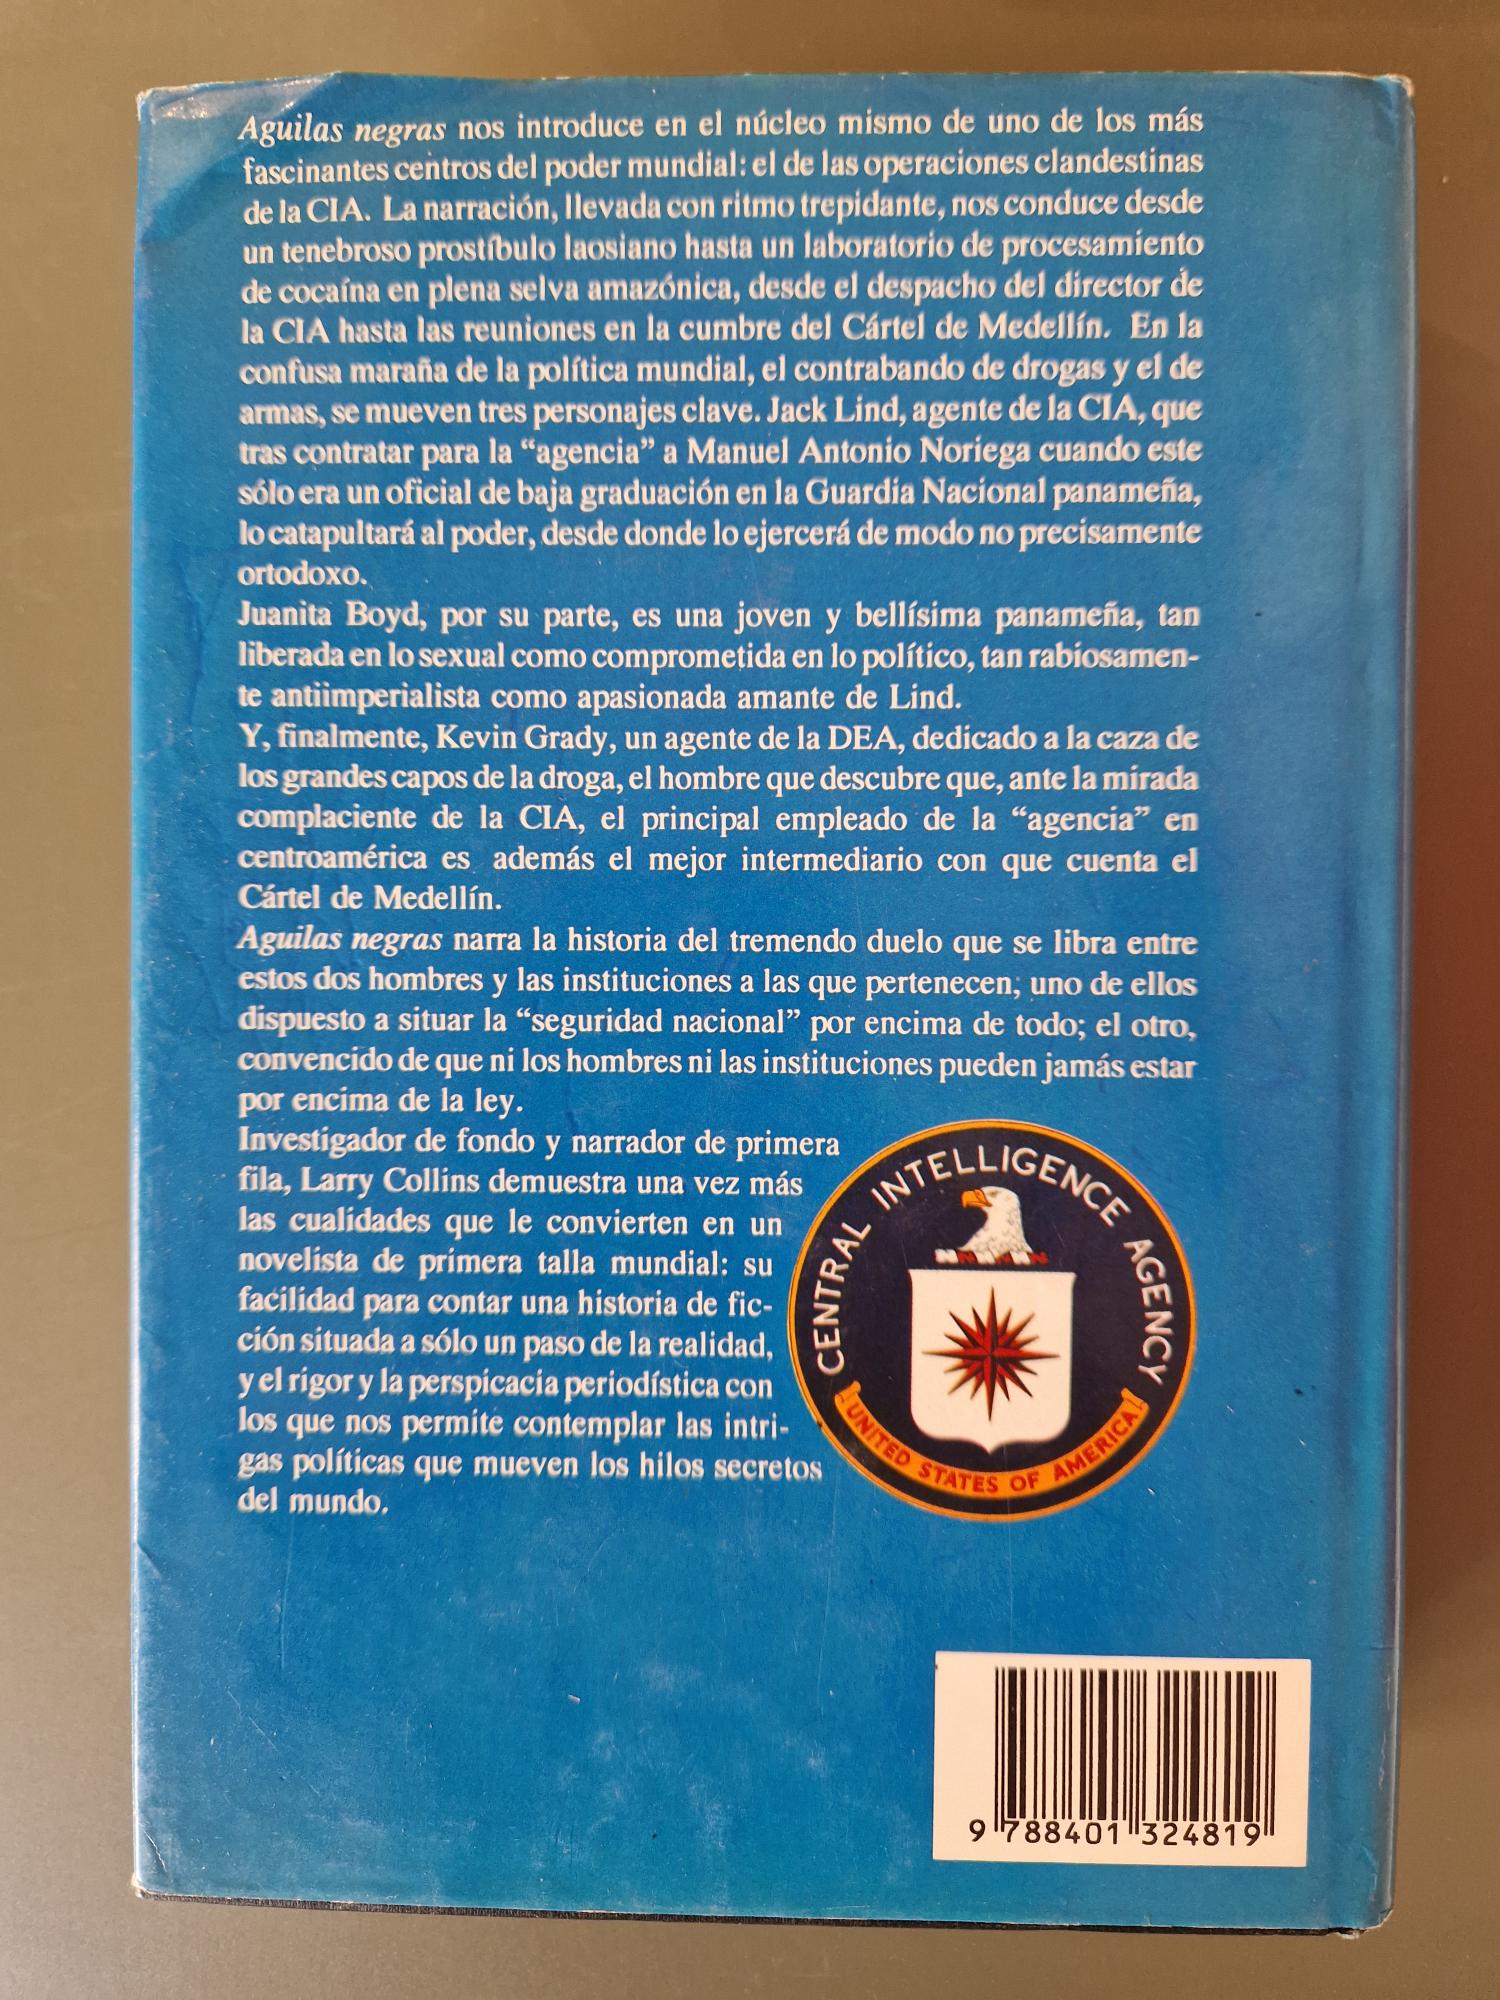 Aguilas negras nos introduce en el núcleo mismo de uno de los más
fascinantes centros del poder mundial: el de las operaciones clandestinas
de la CIA. La narración, llevada con ritmo trepidante, nos conduce desde
un tenebroso prostíbulo laosiano hasta un laboratorio de procesamiento
de cocaína en plena selva amazónica, desde el despacho del director de
la CIA hasta las reuniones en la cumbre del Cártel de Medellín. En la
confusa maraña de la política mundial, el contrabando de drogas y el de
armas, se mueven tres personajes clave. Jack Lind, agente de la CIA, que
tras contratar para la “agencia” a Manuel Antonio Noriega cuando este
sólo era un oficial de baja graduación en la Guardia Nacional panameña,
lo catapultará al poder, desde donde lo ejercerá de modo no precisamente
ortodoxo.
Juanita Boyd, por su parte, es una joven y bellísima panameña, tan
liberada en lo sexual como comprometida en lo político, tan rabiosamen-
te antiimperialista como apasionada amante de Lind.
Y, finalmente, Kevin Grady, un agente de la DEA, dedicado a la caza de
los grandes capos de la droga, el hombre que descubre que, ante la mirada
complaciente de la CIA, el principal empleado de la “agencia” en
centroamérica es además el mejor intermediario con que cuenta el
Cártel de Medellín.
Aguilas negras narra la historia del tremendo duelo que se libra entre
estos dos hombres y las instituciones a las que pertenecen; uno de ellos
dispuesto a situar la “seguridad nacional” por encima de todo; el otro,
convencido de que ni los hombres ni las instituciones pueden jamás estar
por encima de la ley.
Investigador de fondo y narrador de primera
fila, Larry Collins demuestra una vez más
las cualidades que le convierten en un
novelista de primera talla mundial: su
facilidad para contar una historia de fic-
ción situada a sólo un paso de la realidad,
y el rigor y la perspicacia periodística con
los que nos permite contemplar las intri-
gas políticas que mueven los hilos secretos
del mundo.
CENTRAL INTELLIGENCE AGENCY
UNITED STATES OF AMERICA
9 788401 324819